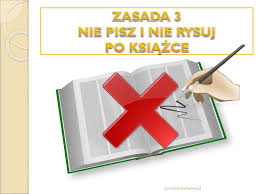 ZASADA 3
NIE PISZ I NIE RYSUJ
PO KSIĄŻCE